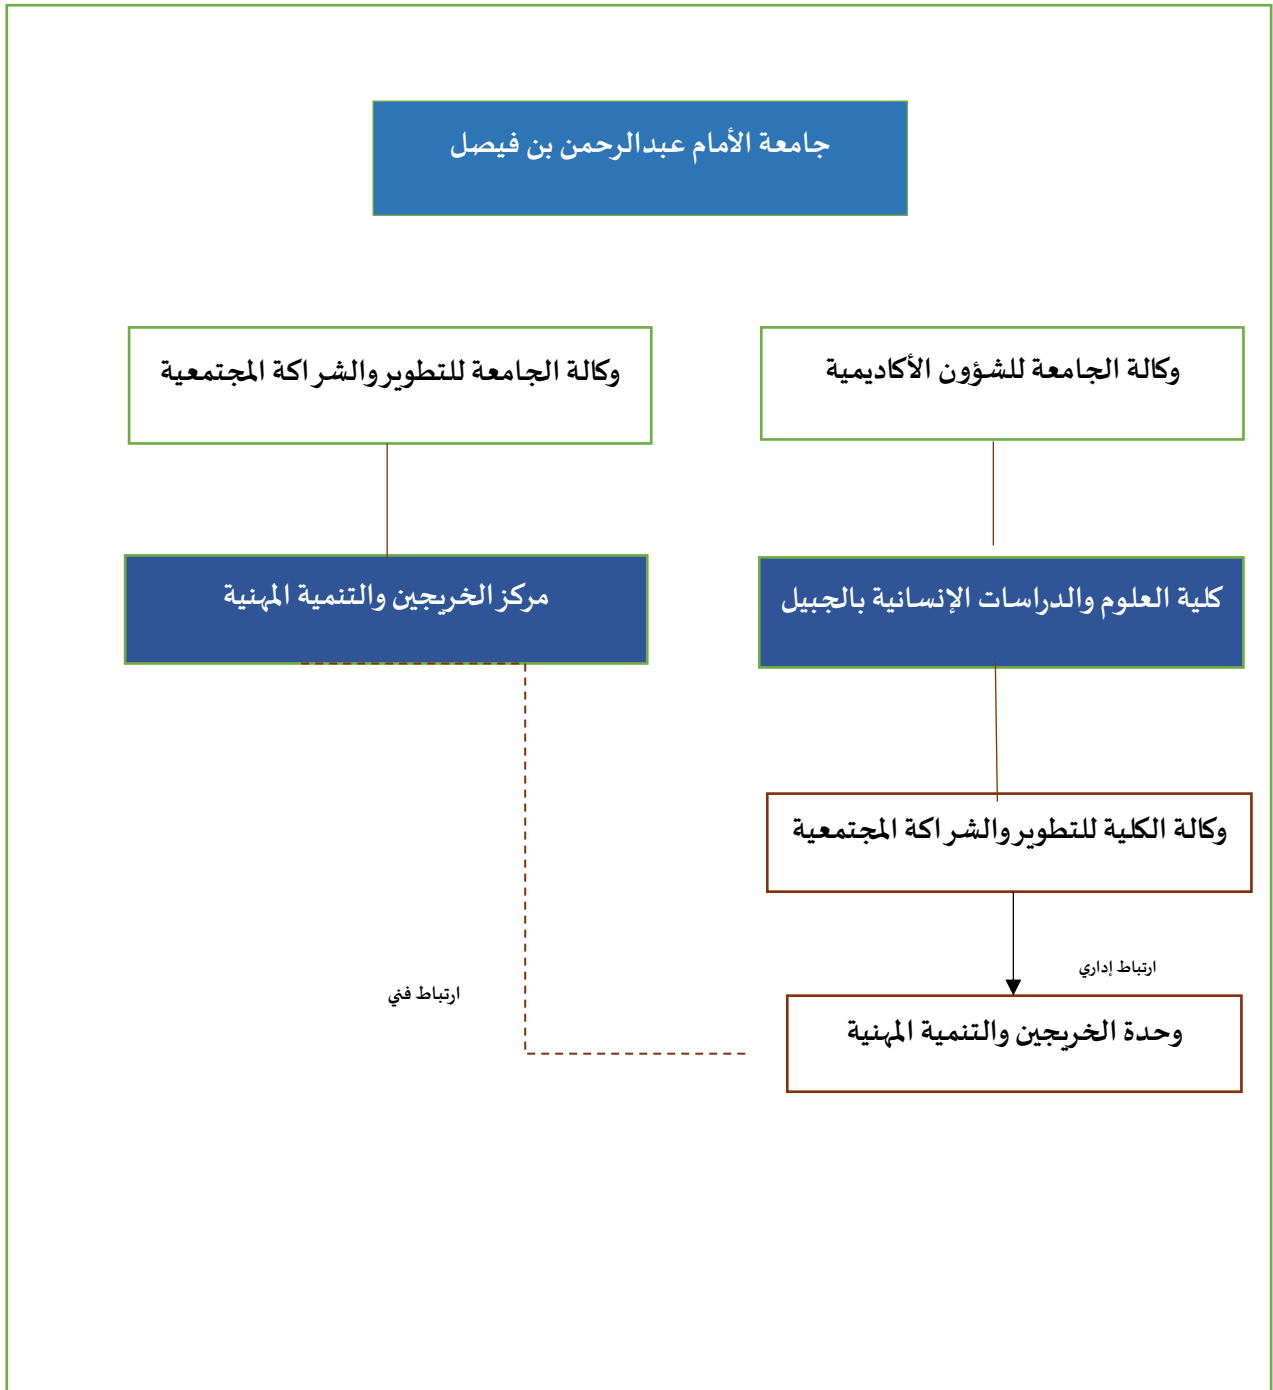 جامعة الأمام عبدالرحمن بن فيصل
وكالة الجامعة للشؤون الأكاديمية
وكالة الجامعة للتطوير والشراكة المجتمعية
كلية العلوم والدراسات الإنسانية بالجبيل
مركز الخريجين والتنمية المهنية
وكالة الكلية للتطوير والشراكة المجتمعية
ارتباط إداري
ارتباط فني
وحدة الخريجين والتنمية المهنية